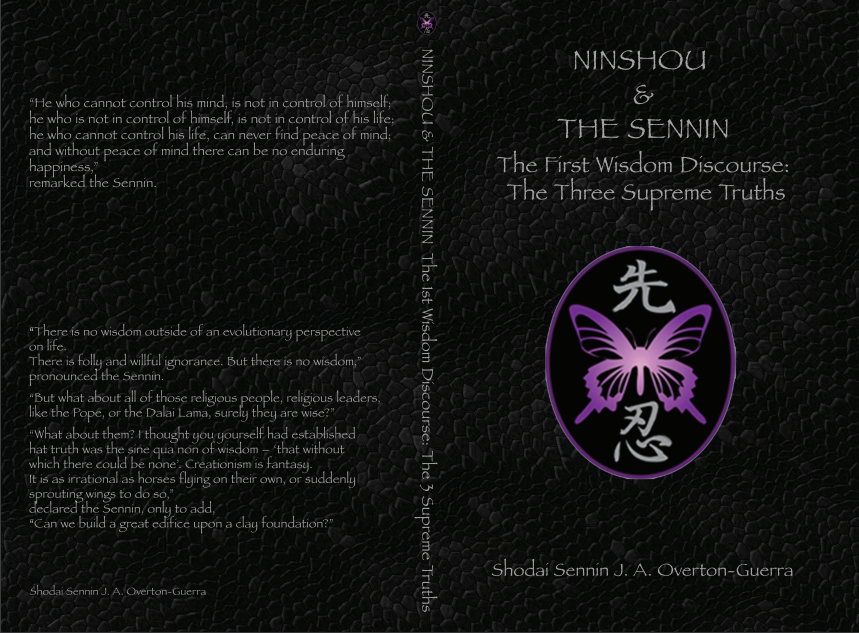 “He who cannot control his mind, is not in control of himself;
he who is not in control of himself, is not in control of his life;
he who cannot control his life, can never find peace of mind;
and without peace of mind there can be no enduring
happiness,”
remarked the Sennin.
“There is no wisdom outside of an evolutionary perspective
on life.
There is folly and willful ignorance. But there is no wisdom,”
pronounced the Sennin.
“But what about all of those religious people, religious leaders,
like the Pope, or the Dalai Lama, surely they are wise?”
“What about them? I thought you yourself had established
hat truth was the sine qua non of wisdom – ‘that without
which there could be none’. Creationism is fantasy.
It is as irrational as horses flying on their own, or suddenly
sprouting wings to do so,”
declared the Sennin, only to add,
“Can we build a great edifice upon a clay foundation?”
Shodai Sennin J. A. Overton-Guerra
先
忍
NINSHOU & THE SENNIN The 1st Wisdom Discourse: The 3 Supreme Truths
NINSHOU
&
THE SENNIN
The First Wisdom Discourse:
The Three Supreme Truths
先
忍
Shodai Sennin J. A. Overton-Guerra